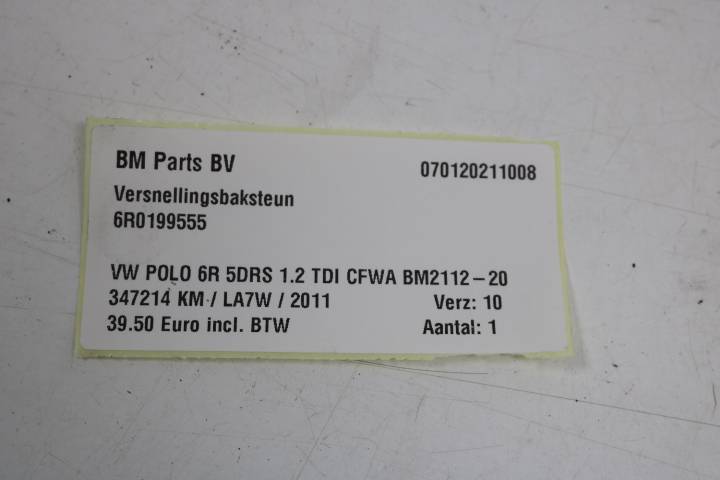 BM Parts BV 070120211008
Versnellingsbaksteun
6R0199555
VW POLO 6R 5DRS 1.2 TDI CFWA BM2112-20
347214 KM / LA7W / 2011 Verz: 10
39.50 Euro incl. BTW Aantal: 1